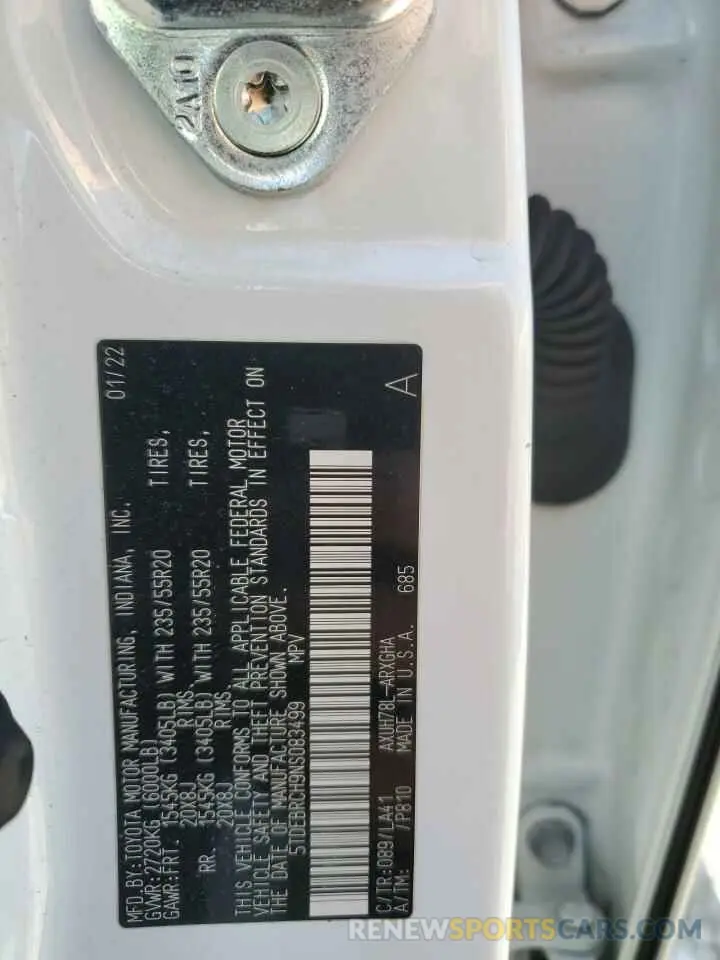 2A10
MFD.BY:TOYOTA MOTOR MANUFACTURING, INDIANA, INC. 01/22
GVWR:2720KG (6000LB)
GAWR:FRT. 1545KG (3405LB) WITH 235/55R20 TIRES,
20X8J RIMS,
RR. 1545KG (3405LB) WITH 235/55R20 TIRES,
20X8J RIMS.
THIS VEHICLE CONFORMS TO ALL APPLICABLE FEDERAL MOTOR
VEHICLE SAFETY AND THEFT PREVENTION STANDARDS IN EFFECT ON
THE DATE OF MANUFACTURE SHOWN ABOVE.
5TDEBRCH9NS083499 MPV
C/TR:089/LA41 AXUH78L-ARXGHA
A/TM: /P810 MADE IN U.S.A. 685 A
RENEWSPORTSCARS.COM